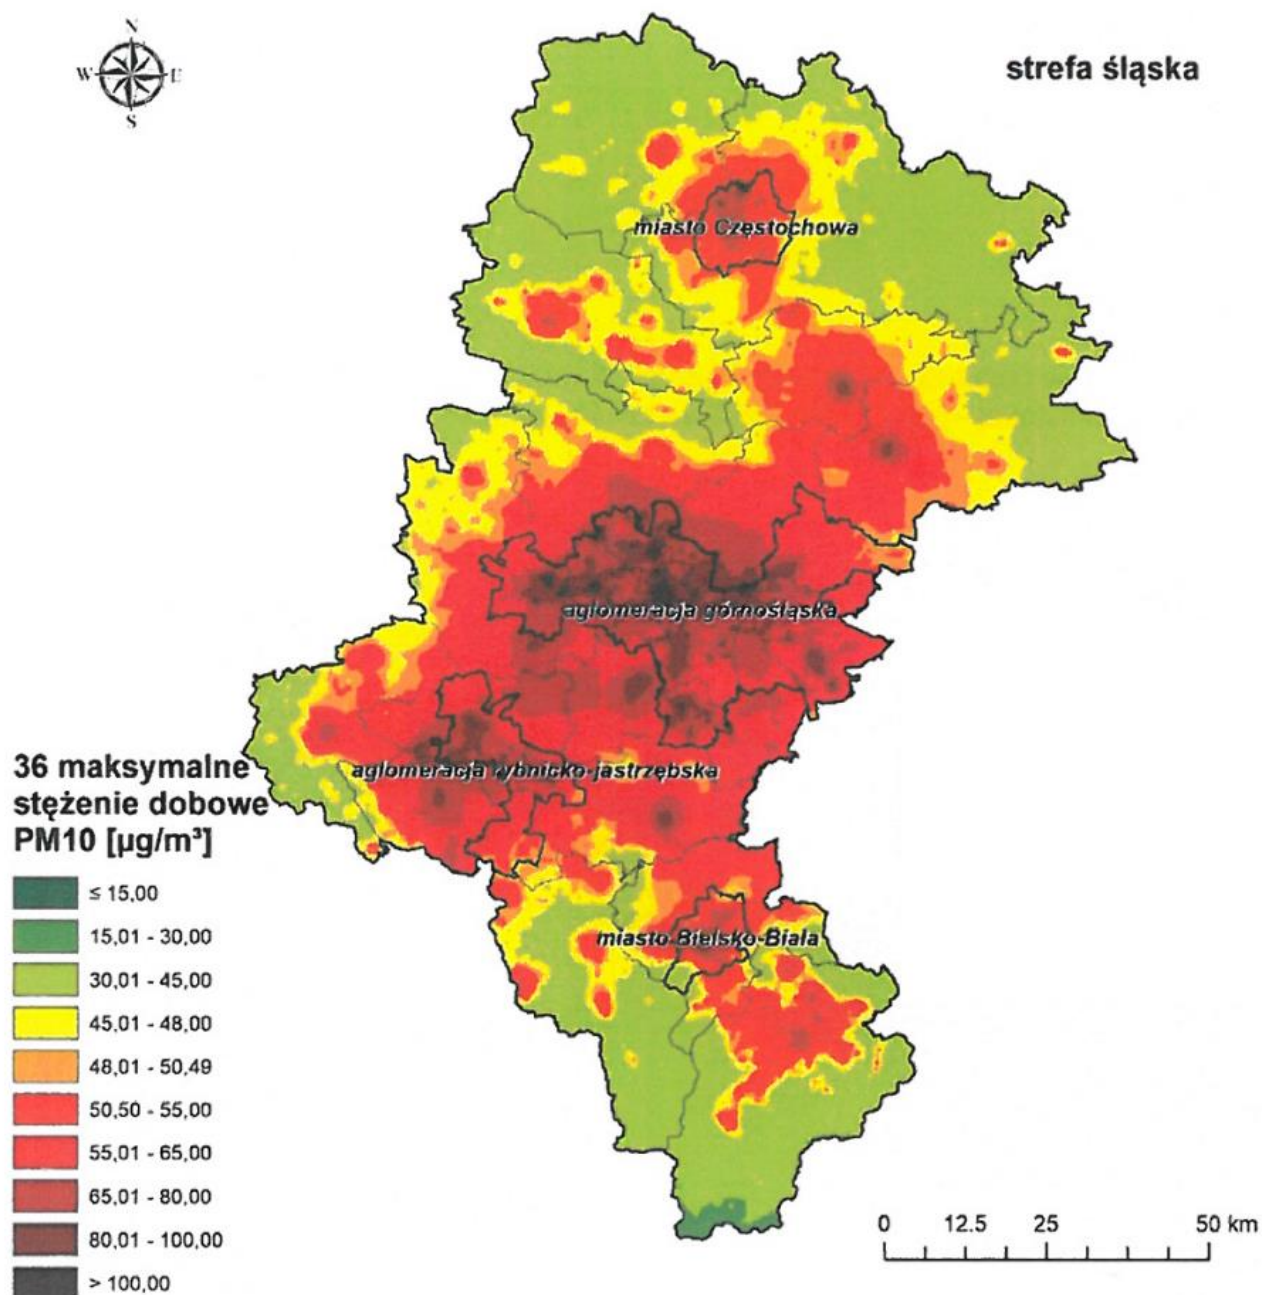 N
W E
S
strefa śląska
miasto Częstochowa
aglomeracja górnośląska
aglomeracja rybnicko-jastrzębska
miasto Bielsko-Biała
36 maksymalne
stężenie dobowe
PM10 [µg/m³]
≤ 15,00
15,01 - 30,00
30,01 - 45,00
45,01 - 48,00
48,01 - 50,49
50,50 - 55,00
55,01 - 65,00
65,01 - 80,00
80,01 - 100,00
> 100,00
0 12.5 25 50 km